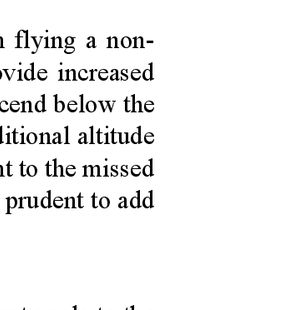 flying a non-
ovide increased
cend below the
ditional altitude
nt to the missed
prudent to add